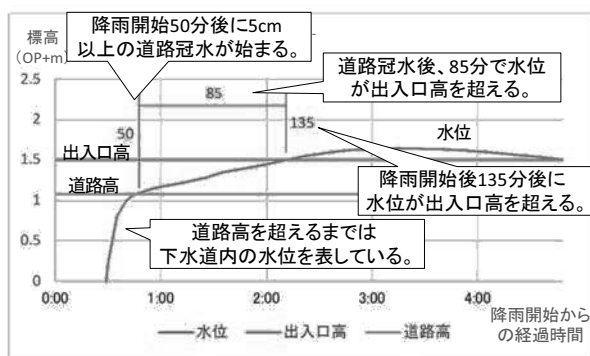 降雨開始50分後に5cm
以上の道路冠水が始まる。
標高
（OP+m）
道路冠水後、85分で水位
が出入口高を超える。
2.5
2
1.5
1
0.5
0
85
50
135
水位
出入口高
道路高
降雨開始後135分後に
水位が出入口高を超える。
道路高を超えるまでは
下水道内の水位を表している。
0:00
1:00
2:00
3:00
4:00
降雨開始から
の経過時間
水位
出入口高
道路高